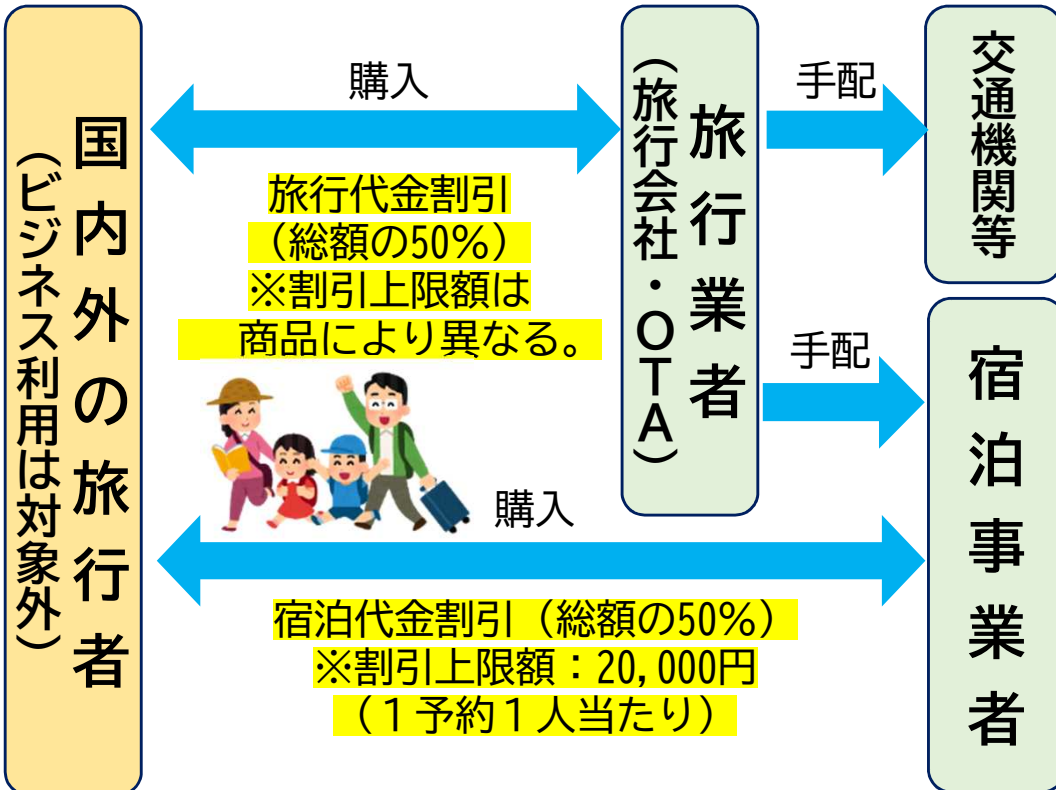 国内外の旅行者
（ビジネス利用は対象外）
購入
旅行代金割引
（総額の50％）
※割引上限額は
商品により異なる。
旅行業者
（旅行会社・ＯＴＡ）
手配
交通機関等
手配
宿泊事業者
購入
宿泊代金割引（総額の50％）
※割引上限額：20,000円
（１予約１人当たり）